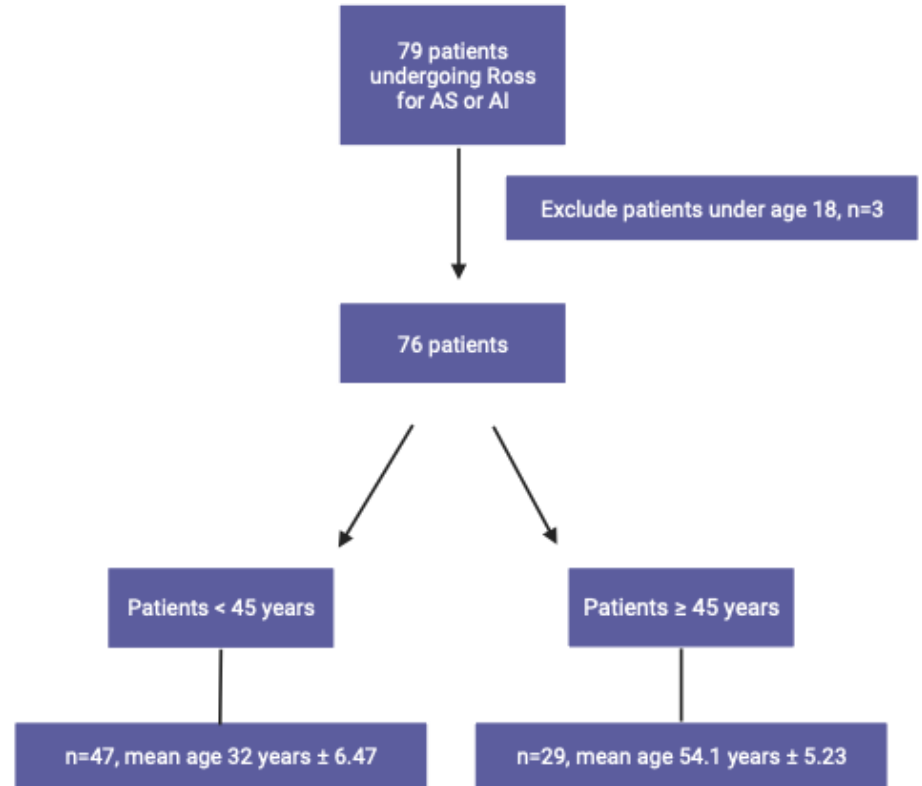 79 patients
undergoing Ross
for AS or AI
Exclude patients under age 18, n=3
76 patients
Patients < 45 years
Patients ≥ 45 years
n=47, mean age 32 years ± 6.47
n=29, mean age 54.1 years ± 5.23